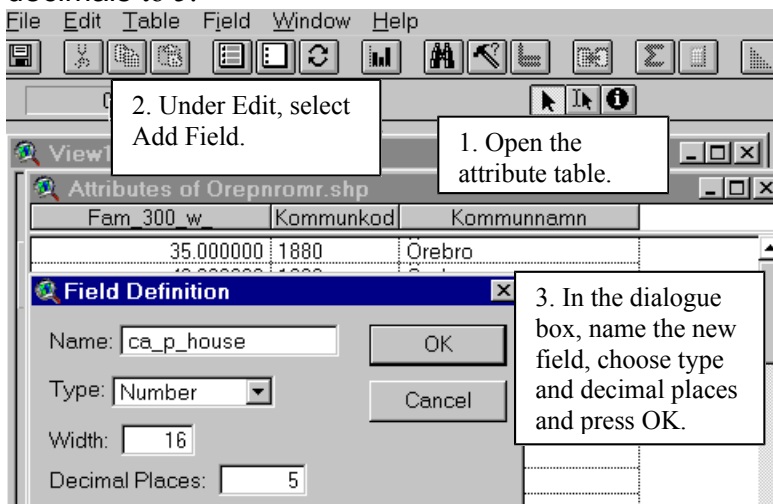 File Edit Table Field Window Help
2. Under Edit, select
Add Field.
1. Open the
attribute table.
View1
Attributes of Orepnromr.shp
Fam_300_w_ Kommunkod Kommunnamn
35.000000 1880 Örebro
Field Definition
Name: ca_p_house
OK
Type: Number
Cancel
Width: 16
Decimal Places: 5
3. In the dialogue
box, name the new
field, choose type
and decimal places
and press OK.